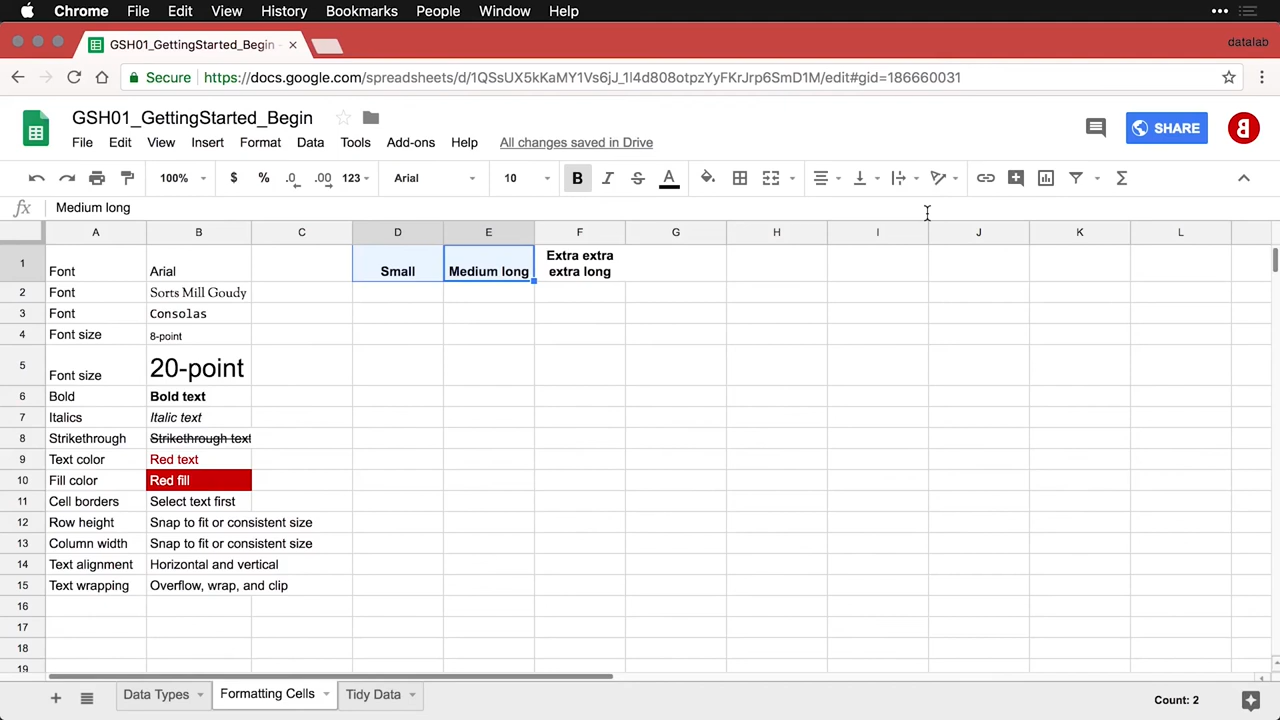 Chrome File Edit View History Bookmarks People Window Help
GSH01_GettingStarted_Begin -
datalab
Secure https://docs.google.com/spreadsheets/d/1QSsUX5kKaMY1Vs6jJ_1l4d808otpzYyFKrJrp6SmD1M/edit#gid=186660031
GSH01_GettingStarted_Begin
SHARE
File Edit View Insert Format Data Tools Add-ons Help All changes saved in Drive
100% $ % .0 .00 123 Arial 10 B I S A Σ
fx Medium long
A B C D E F G H I J K L
1 Font Arial Small Medium long Extra extra
extra long
2 Font Sorts Mill Goudy
3 Font Consolas
4 Font size 8-point
5 Font size 20-point
6 Bold Bold text
7 Italics Italic text
8 Strikethrough Strikethrough text
9 Text color Red text
10 Fill color Red fill
11 Cell borders Select text first
12 Row height Snap to fit or consistent size
13 Column width Snap to fit or consistent size
14 Text alignment Horizontal and vertical
15 Text wrapping Overflow, wrap, and clip
16
17
18
19
Data Types Formatting Cells Tidy Data Count: 2